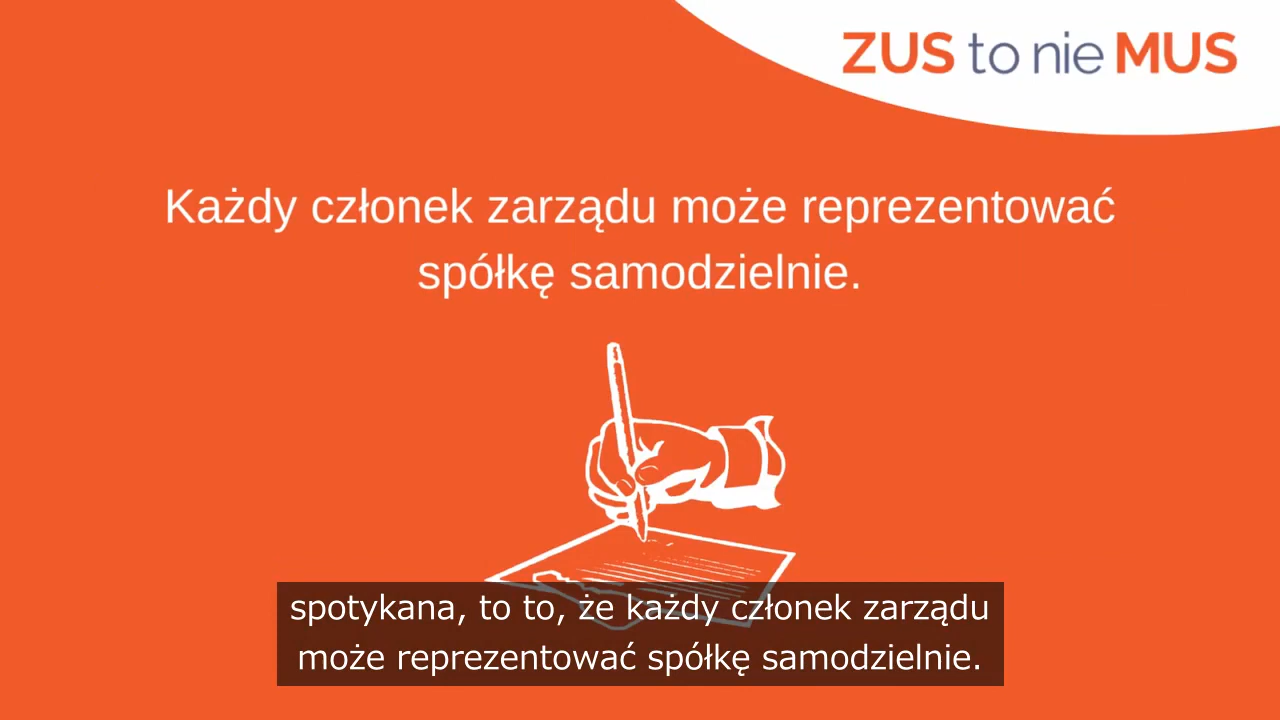 ZUS to nie MUS
Każdy członek zarządu może reprezentować
spółkę samodzielnie.
spotykana, to to, że każdy członek zarządu
może reprezentować spółkę samodzielnie.